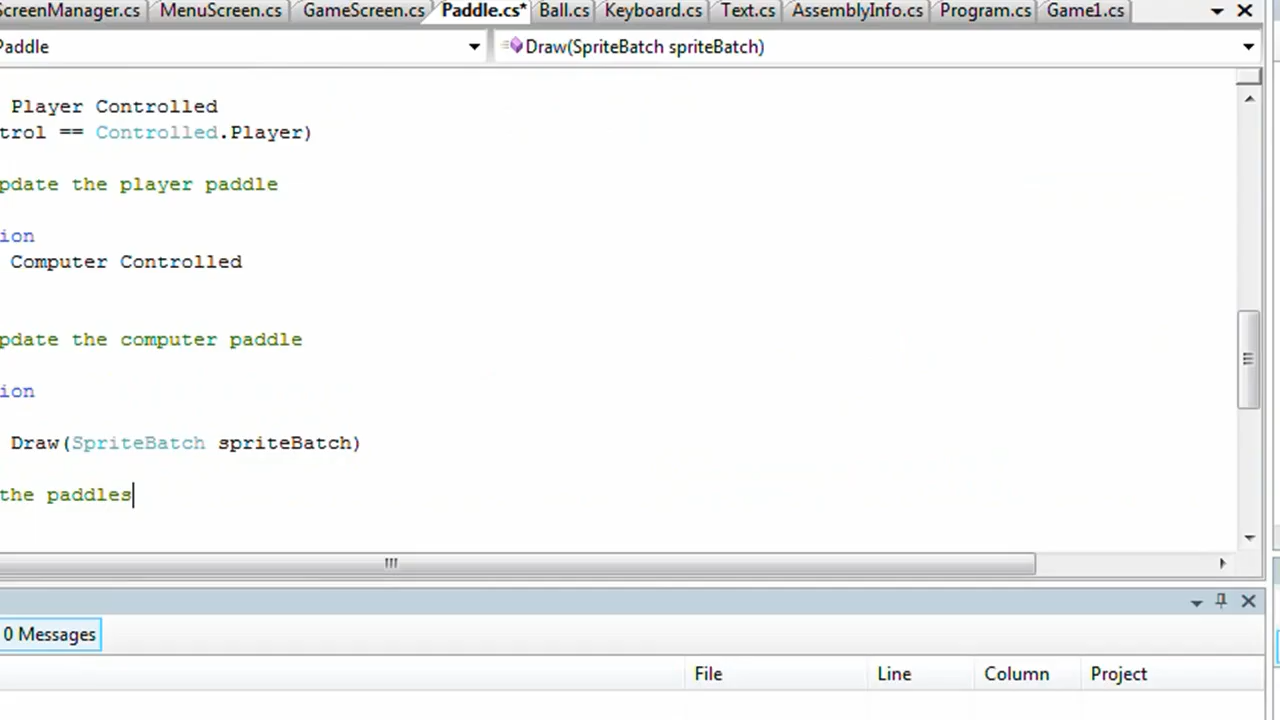 ScreenManager.cs MenuScreen.cs GameScreen.cs Paddle.cs* Ball.cs Keyboard.cs Text.cs AssemblyInfo.cs Program.cs Game1.cs
Paddle Draw(SpriteBatch spriteBatch)
Player Controlled
trol == Controlled.Player)
pdate the player paddle
ion
Computer Controlled
pdate the computer paddle
ion
Draw(SpriteBatch spriteBatch)
the paddles
0 Messages
File Line Column Project